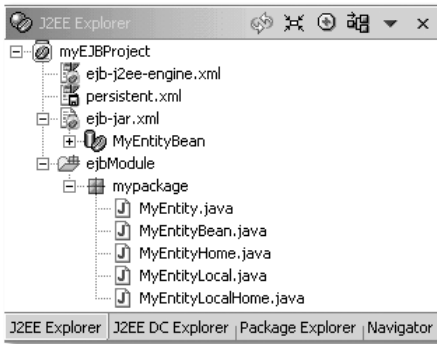 J2EE Explorer
myEJBProject
ejb-j2ee-engine.xml
persistent.xml
ejb-jar.xml
MyEntityBean
ejbModule
mypackage
MyEntity.java
MyEntityBean.java
MyEntityHome.java
MyEntityLocal.java
MyEntityLocalHome.java
J2EE Explorer J2EE DC Explorer Package Explorer Navigator